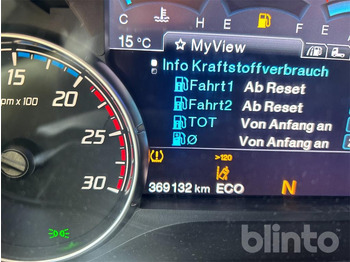 C H E F
15 °C
MyView
Info Kraftstoffverbrauch
Fahrt1 Ab Reset
Fahrt2 Ab Reset
TOT Von Anfang an
Ø Von Anfang an
15
pm x 100
20
25
30
>120
369132 km ECO N
blinto